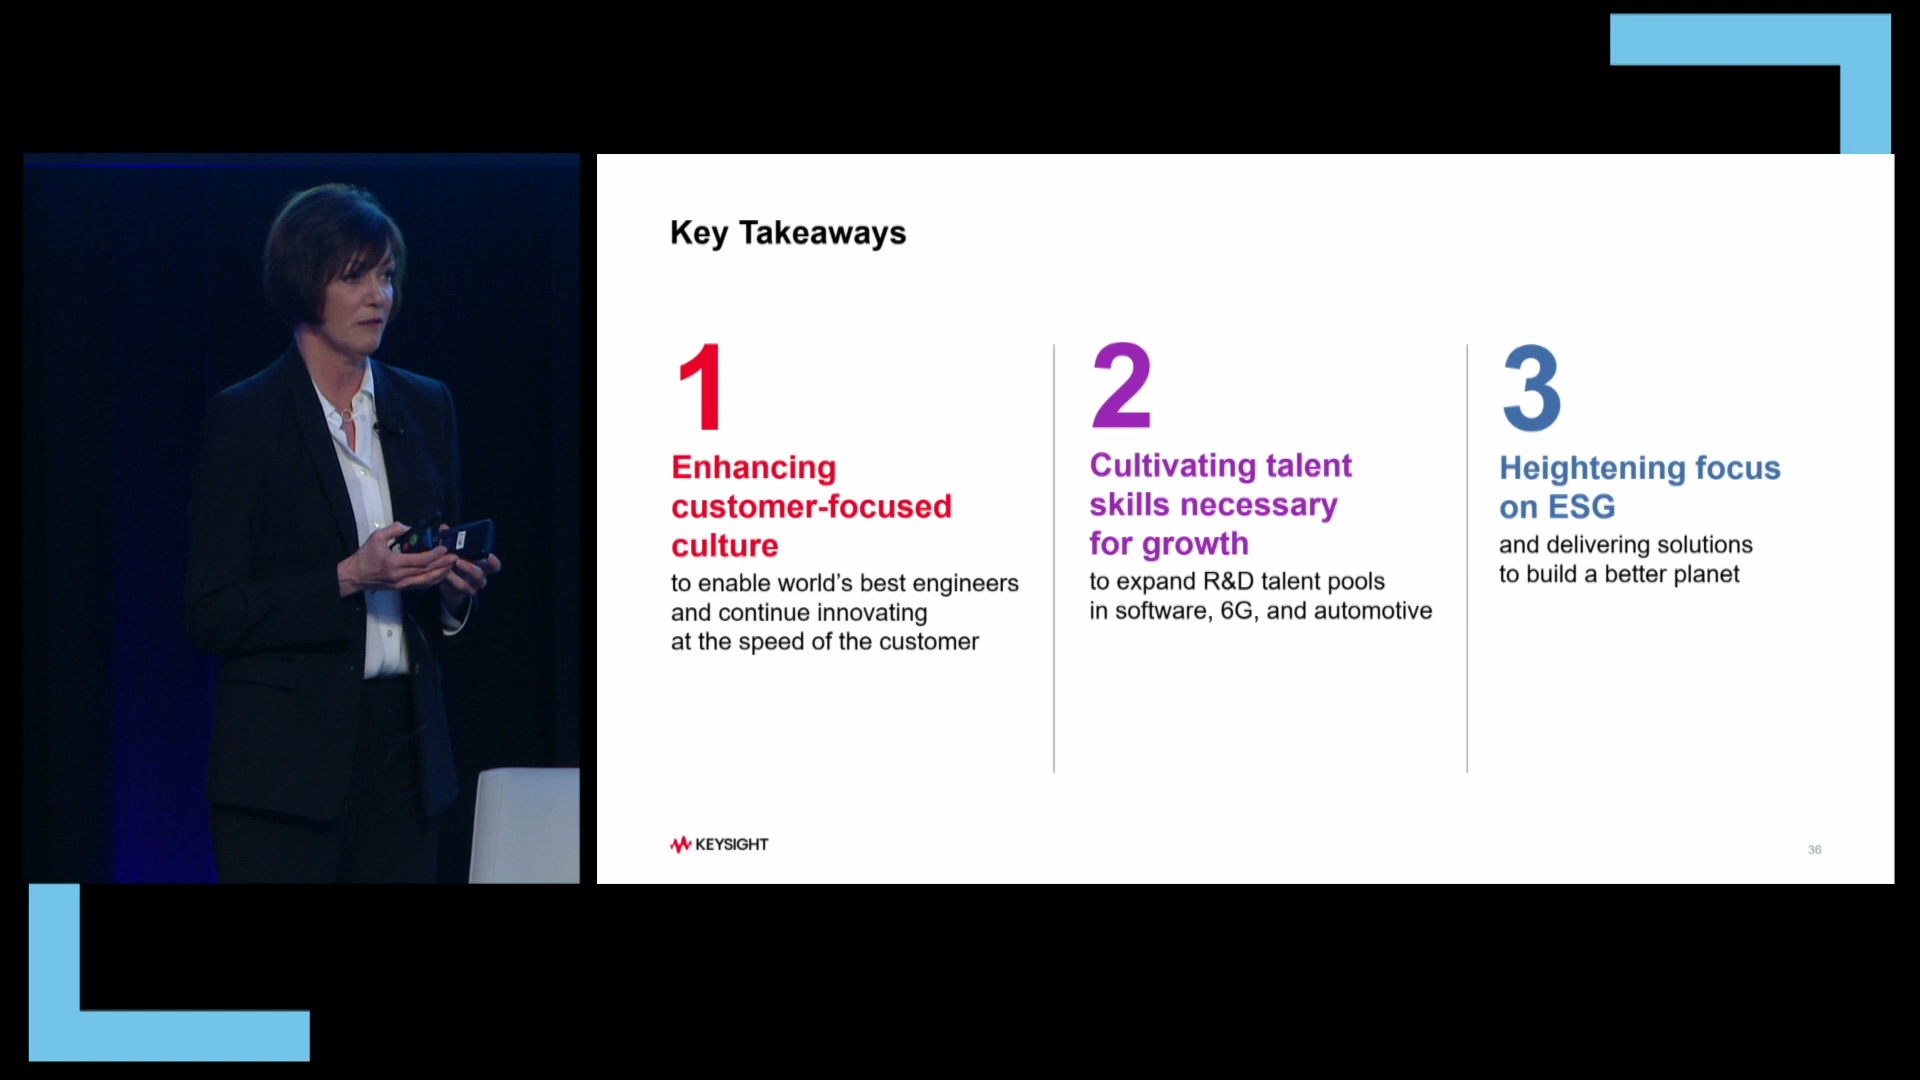 Key Takeaways
1
Enhancing
customer-focused
culture
to enable world’s best engineers
and continue innovating
at the speed of the customer
2
Cultivating talent
skills necessary
for growth
to expand R&D talent pools
in software, 6G, and automotive
3
Heightening focus
on ESG
and delivering solutions
to build a better planet
KEYSIGHT
36